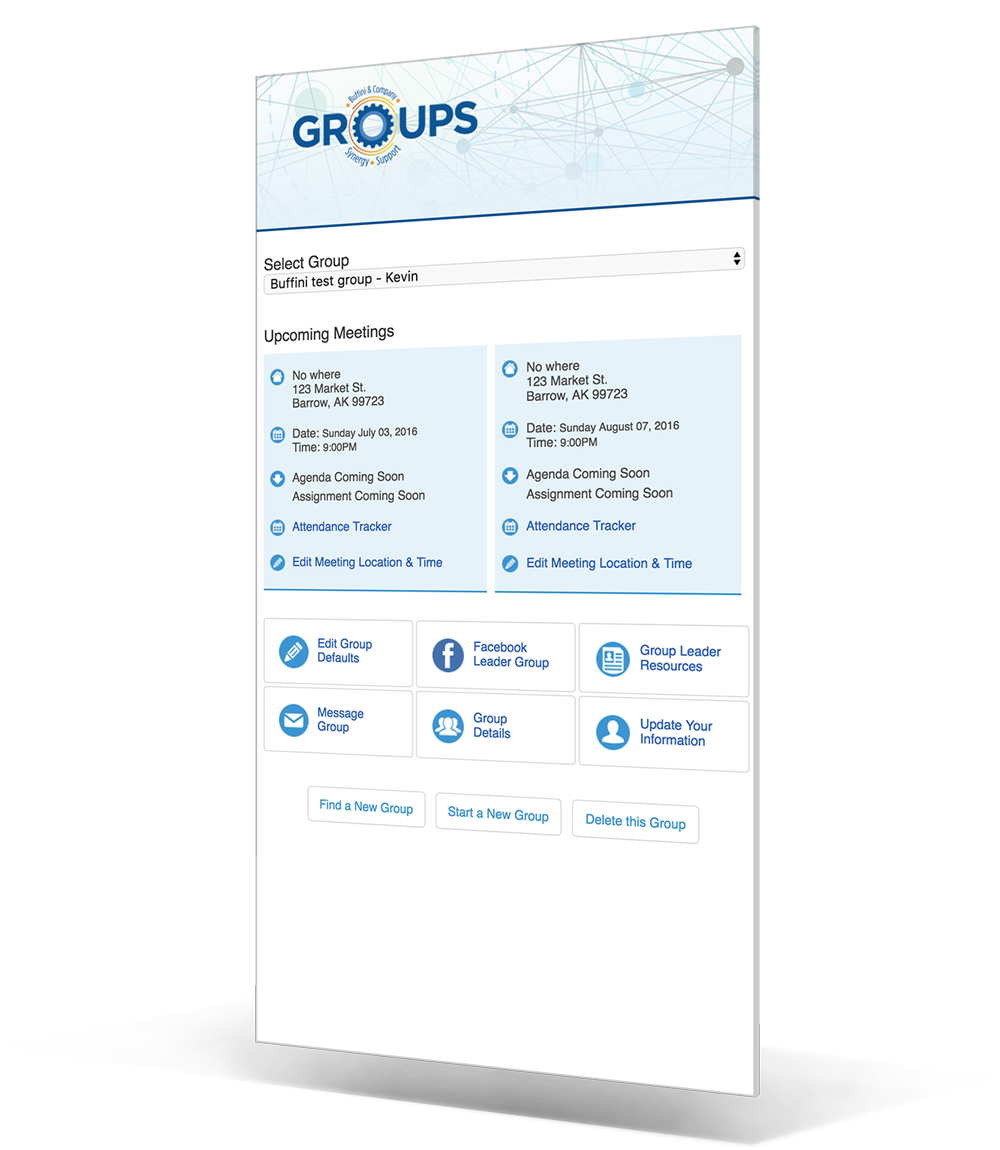 Buffini & Company
GROUPS
Synergy • Support
Select Group
Buffini test group - Kevin
Upcoming Meetings
No where
123 Market St.
Barrow, AK 99723
Date: Sunday July 03, 2016
Time: 9:00PM
Agenda Coming Soon
Assignment Coming Soon
Attendance Tracker
Edit Meeting Location & Time
No where
123 Market St.
Barrow, AK 99723
Date: Sunday August 07, 2016
Time: 9:00PM
Agenda Coming Soon
Assignment Coming Soon
Attendance Tracker
Edit Meeting Location & Time
Edit Group
Defaults
Facebook
Leader Group
Group Leader
Resources
Message
Group
Group
Details
Update Your
Information
Find a New Group
Start a New Group
Delete this Group